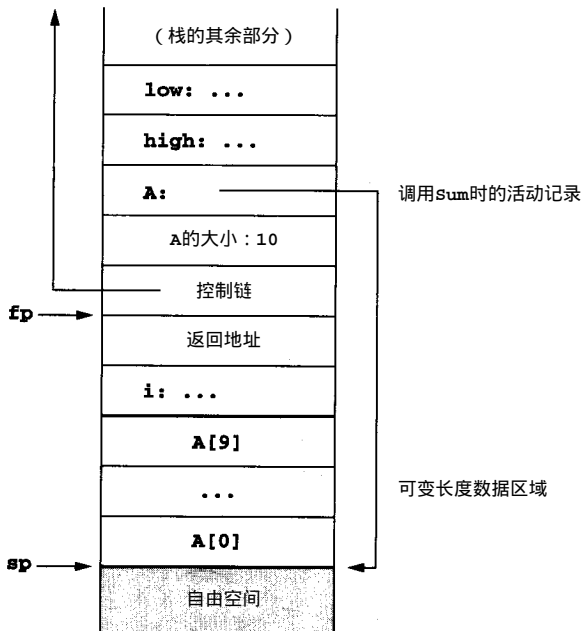 （栈的其余部分）
low: ...
high: ...
A:
调用Sum时的活动记录
A的大小：10
控制链
fp
返回地址
i: ...
A[9]
...
可变长度数据区域
A[0]
sp
自由空间